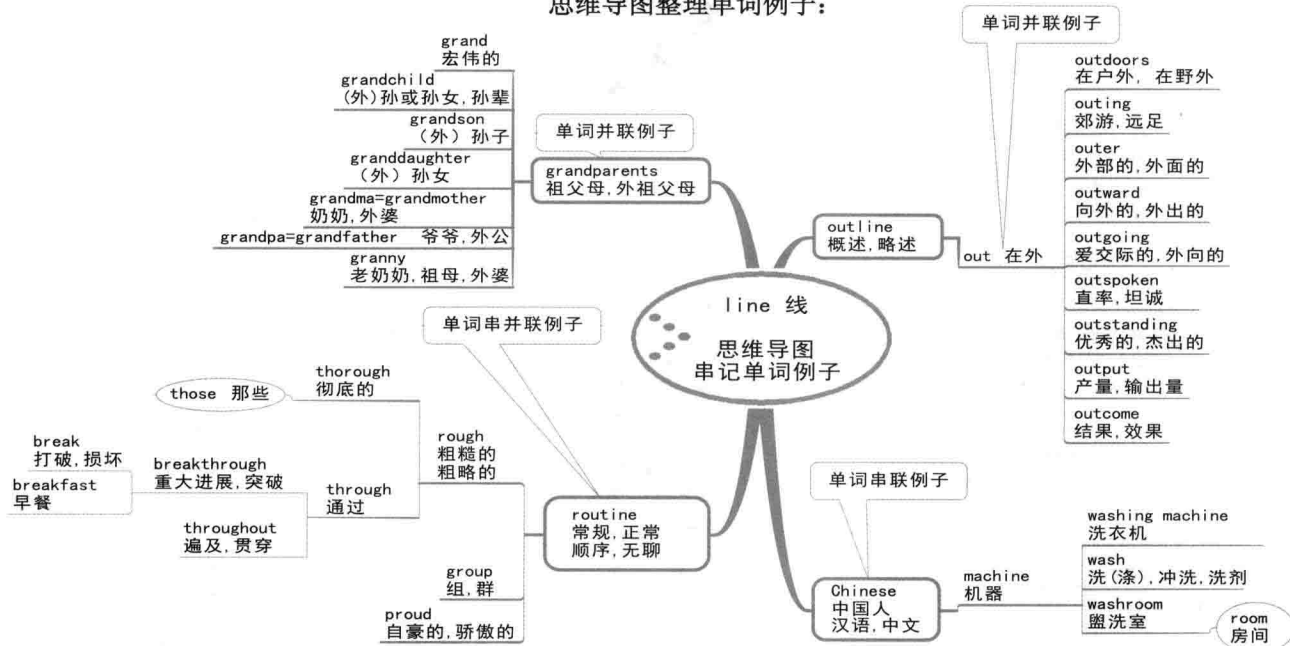 思维导图整理单词例子:
单词并联例子
grand
宏伟的
grandchild
(外)孙或孙女,孙辈
grandson
(外) 孙子
granddaughter
(外) 孙女
grandma=grandmother
奶奶,外婆
grandpa=grandfather 爷爷,外公
granny
老奶奶,祖母,外婆
单词并联例子
grandparents
祖父母,外祖父母
outline
概述,略述
out 在外
outdoors
在户外, 在野外
outing
郊游,远足
outer
外部的,外面的
outward
向外的,外出的
outgoing
爱交际的,外向的
outspoken
直率,坦诚
outstanding
优秀的,杰出的
output
产量,输出量
outcome
结果,效果
line 线
思维导图
串记单词例子
单词串并联例子
thorough
彻底的
those 那些
break
打破,损坏
breakfast
早餐
breakthrough
重大进展,突破
throughout
遍及,贯穿
through
通过
rough
粗糙的
粗略的
group
组,群
proud
自豪的,骄傲的
routine
常规,正常
顺序,无聊
单词串联例子
Chinese
中国人
汉语,中文
machine
机器
washing machine
洗衣机
wash
洗(涤),冲洗,洗剂
washroom
盟洗室
room
房间